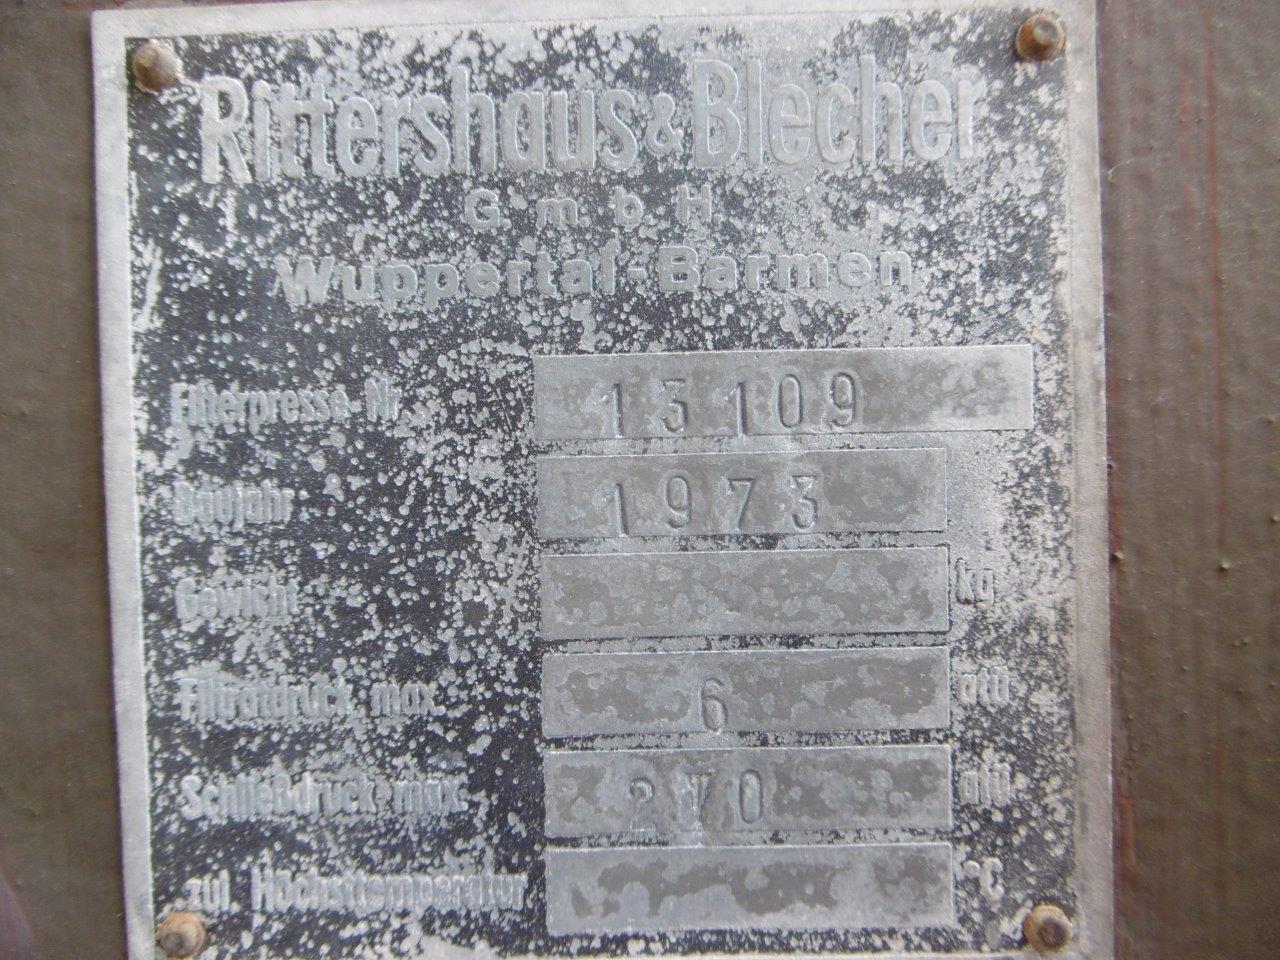 Rittershaus & Blecher
G. m. b. H.
Wuppertal-Barmen
Filterpresse Nr. 13109
Baujahr 1973
Gewicht kg
Filtratdruck max. 6 atü
Schließdruck max. 270 atü
zul. Höchsttemperatur °C